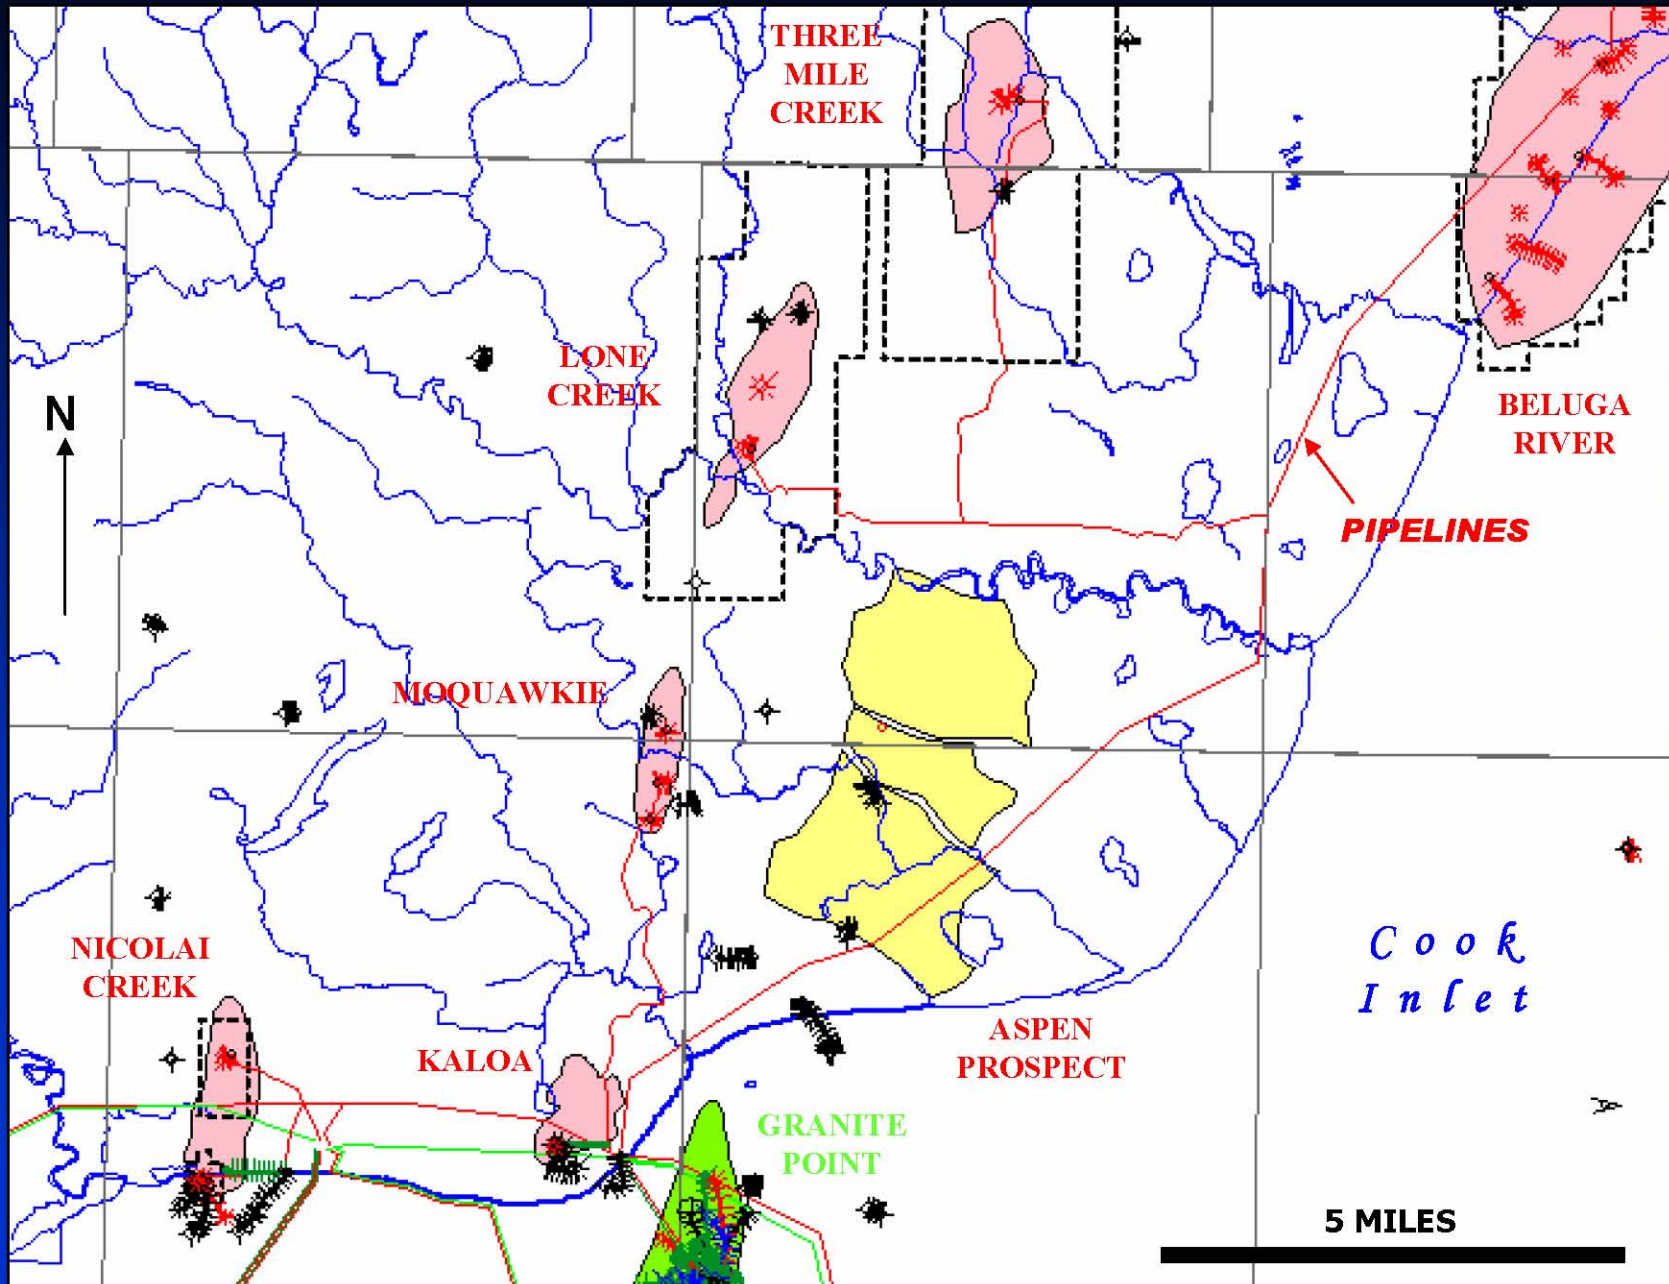 THREE
MILE
CREEK
LONE
CREEK
N
BELUGA
RIVER
PIPELINES
MOQUAWKIE
NICOLAI
CREEK
Cook
Inlet
KALOA
ASPEN
PROSPECT
GRANITE
POINT
5 MILES